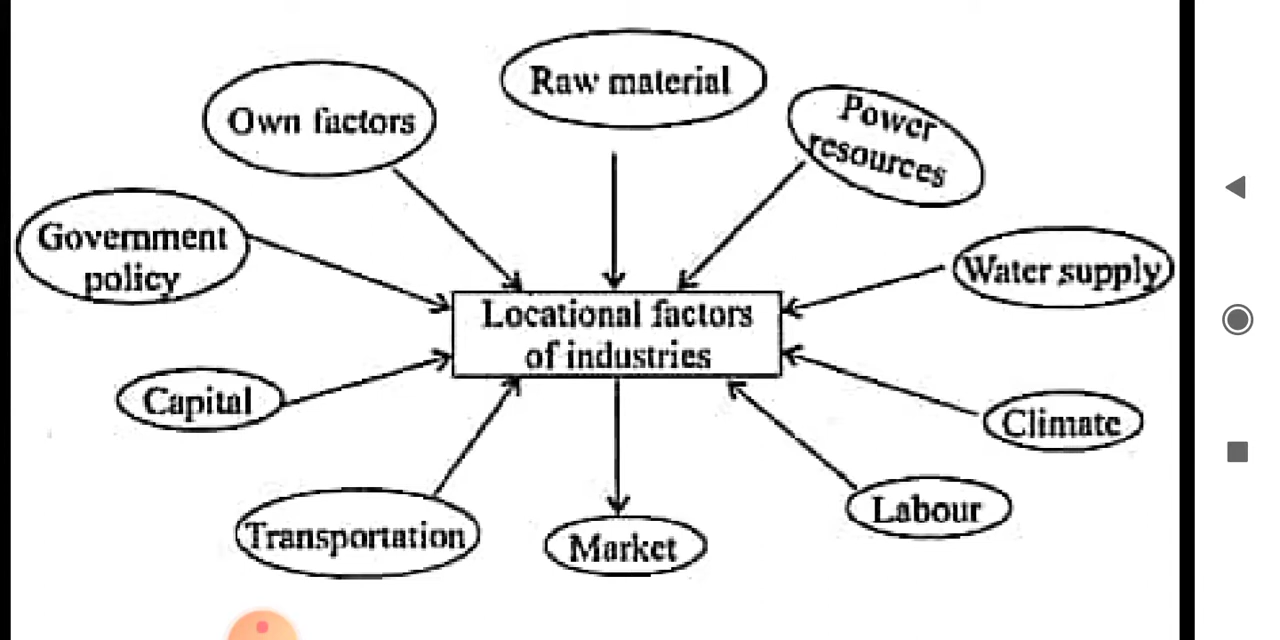 Raw material
Own factors
Power
resources
Government
policy
Water supply
Locational factors
of industries
Capital
Climate
Labour
Transportation
Market